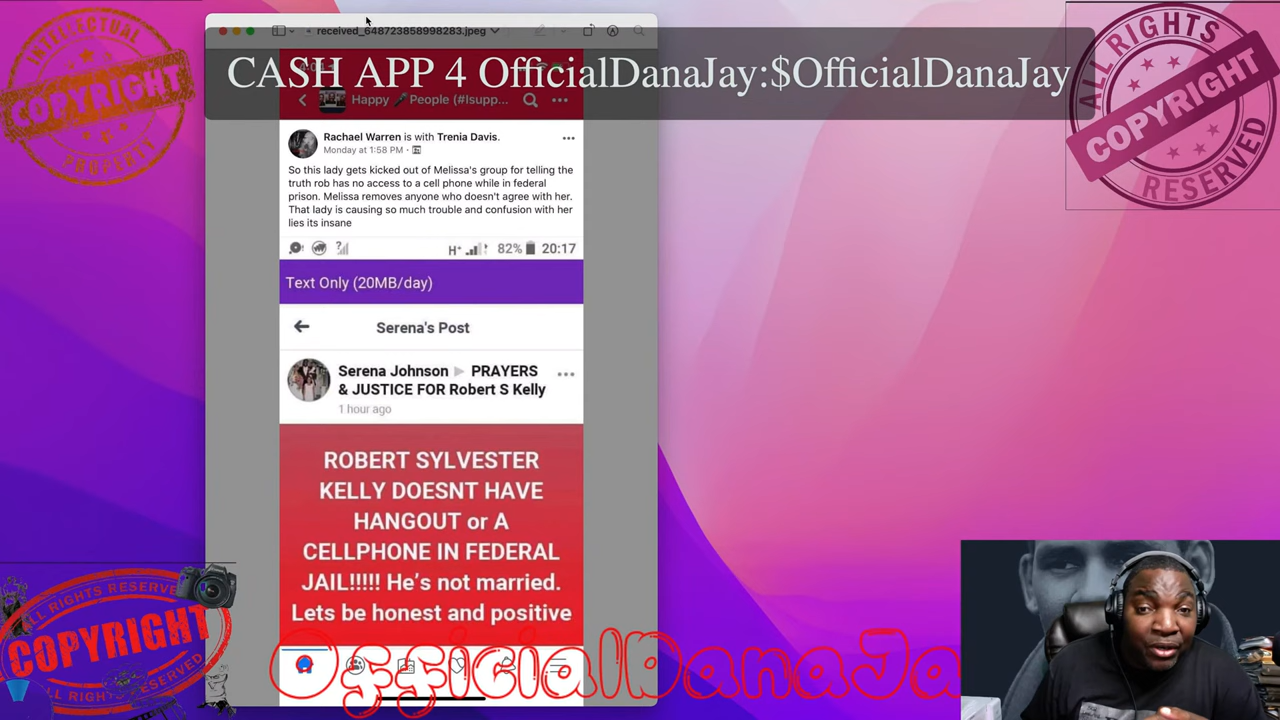 INTELLECTUAL
COPYRIGHT
PROPERTY
received_648723858998283.jpeg
CASH APP 4 OfficialDanaJay:$OfficialDanaJay
ALL RIGHTS
COPYRIGHT
RESERVED
Happy 🎤People (#Isupp...
Rachael Warren is with Trenia Davis.
Monday at 1:58 PM
So this lady gets kicked out of Melissa's group for telling the
truth rob has no access to a cell phone while in federal
prison. Melissa removes anyone who doesn't agree with her.
That lady is causing so much trouble and confusion with her
lies its insane
H+ 82% 20:17
Text Only (20MB/day)
Serena's Post
Serena Johnson ▶ PRAYERS
& JUSTICE FOR Robert S Kelly
1 hour ago
ROBERT SYLVESTER
KELLY DOESNT HAVE
HANGOUT or A
CELLPHONE IN FEDERAL
JAIL!!!!! He's not married.
Lets be honest and positive
ALL RIGHTS RESERVED
COPYRIGHT
OfficialDanaJa